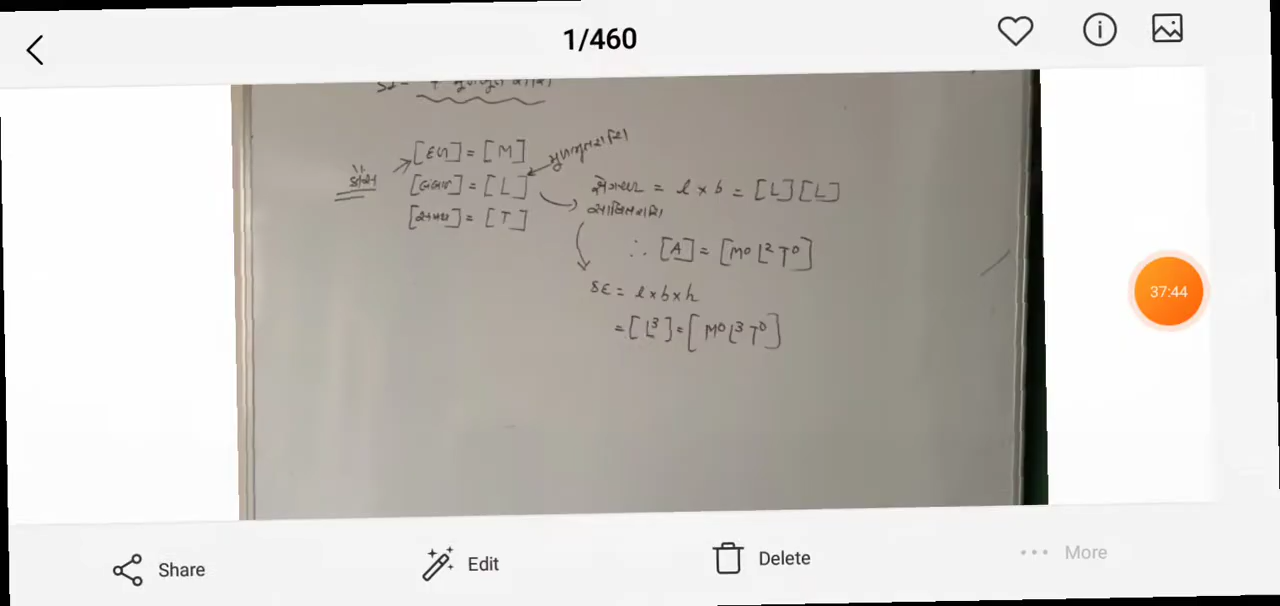 1/460
[દળ] = [M]
મુળભૂતરાશિ
[લંબાઈ] = [L]
[સમય] = [T]
ક્ષેત્રફળ = l × b = [L][L]
સાધિતરાશિ
∴ [A] = [M⁰ L² T⁰]
કદ = l×b×h
= [L³] = [M⁰ L³ T⁰]
37:44
Share
Edit
Delete
More